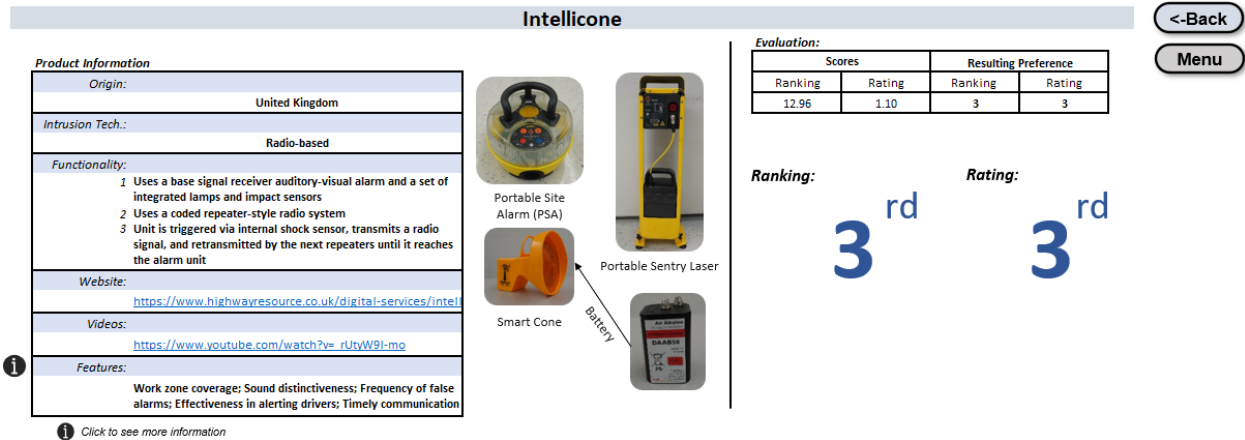 Intellicone
<-Back
Menu
Product Information
Origin:
United Kingdom
Intrusion Tech.:
Radio-based
Functionality:
1 Uses a base signal receiver auditory-visual alarm and a set of
integrated lamps and impact sensors
2 Uses a coded repeater-style radio system
3 Unit is triggered via internal shock sensor, transmits a radio
signal, and retransmitted by the next repeaters until it reaches
the alarm unit
Website:
https://www.highwayresource.co.uk/digital-services/intell
Videos:
https://www.youtube.com/watch?v=_rUtyW9I-mo
Features:
Work zone coverage; Sound distinctiveness; Frequency of false
alarms; Effectiveness in alerting drivers; Timely communication
i Click to see more information
Portable Site
Alarm (PSA)
Portable Sentry Laser
Smart Cone
Battery
DAAB59
Evaluation:
Scores Resulting Preference
Ranking Rating Ranking Rating
12.96 1.10 3 3
Ranking: Rating:
3rd 3rd